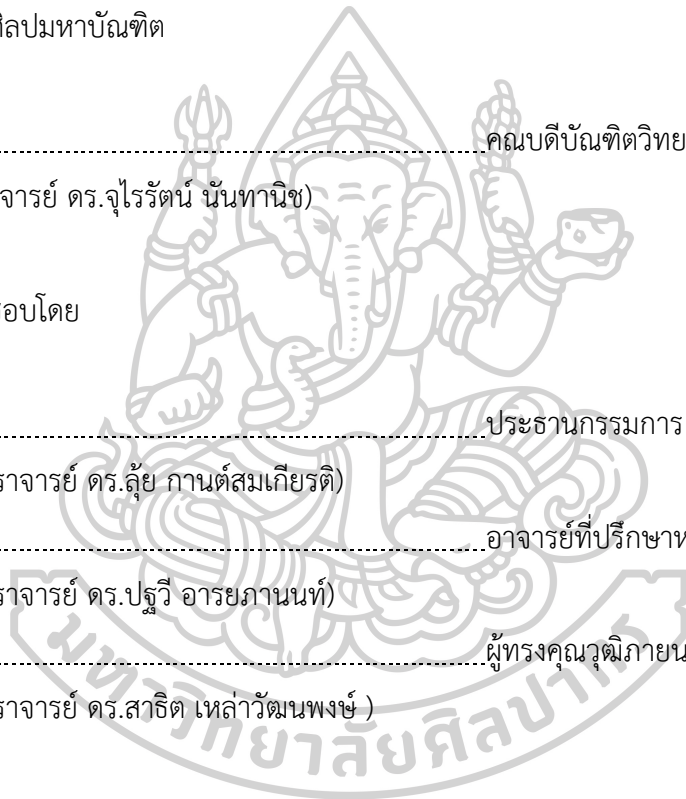 ศิลปมหาบัณฑิต
คณบดีบัณฑิตวิทย
จารย์ ดร.จุไรรัตน์ นันทานิช)
อบโดย
ประธานกรรมการ
ราจารย์ ดร.ลุ้ย กานต์สมเกียรติ)
อาจารย์ที่ปรึกษาห
ราจารย์ ดร.ปฐวี อารยภานนท์)
ผู้ทรงคุณวุฒิภายน
ราจารย์ ดร.สาธิต เหล่าวัฒนพงษ์ )
มหาวิทยาลัยศิลปากร